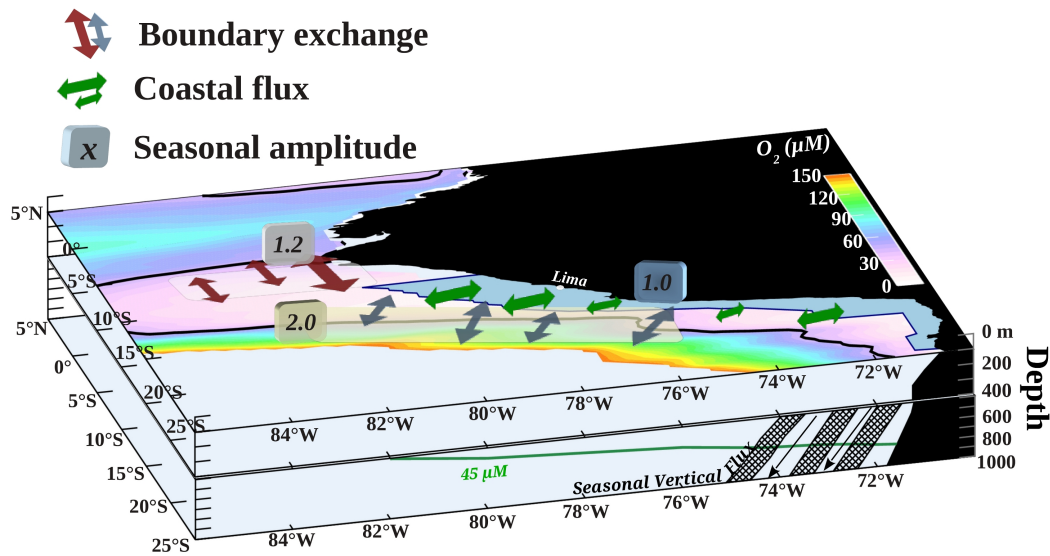 Boundary exchange
Coastal flux
x Seasonal amplitude
O2 (µM)
150
120
90
60
30
0
5°N
0°
5°S
10°S
15°S
20°S
25°S
1.2
2.0
1.0
Lima
5°N
0°
5°S
10°S
15°S
20°S
25°S
84°W
82°W
80°W
78°W
76°W
74°W
72°W
0 m
200
400
600
800
1000
Depth
45 µM
Seasonal Vertical Flux
84°W
82°W
80°W
78°W
76°W
74°W
72°W